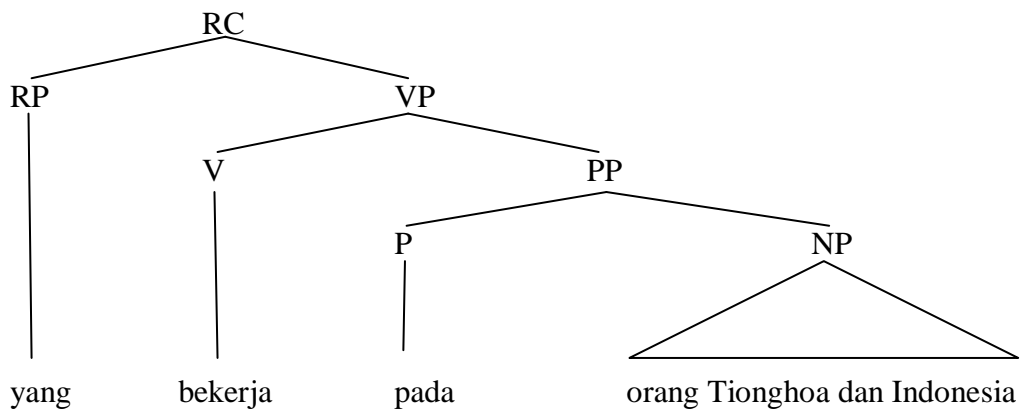 RC
RP VP
V PP
P NP
yang bekerja pada orang Tionghoa dan Indonesia